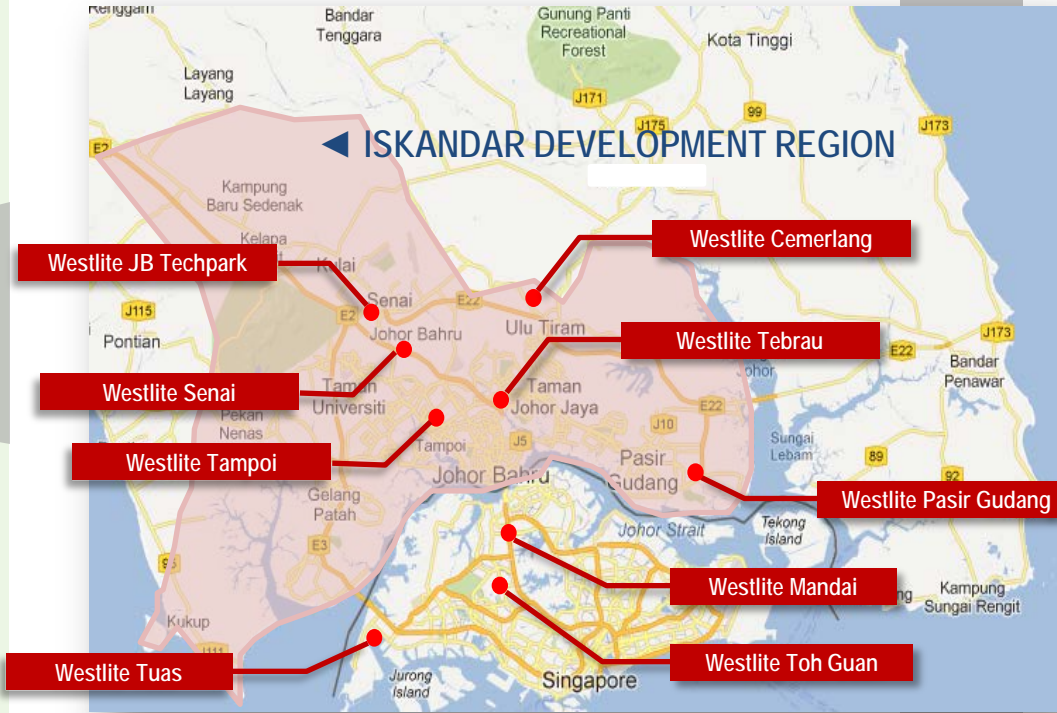 Renggam
Bandar
Tenggara
Gunung Panti
Recreational
Forest
Kota Tinggi
Layang
Layang
J171
99
J175
J173
E2
◄ ISKANDAR DEVELOPMENT REGION
Kampung
Baru Sedenak
Kelapa
Westlite Cemerlang
Westlite JB Techpark
Kulai
Senai
E22
J115
E2
Johor Bahru
Ulu Tiram
Pontian
Westlite Tebrau
J173
E22
Bandar
Penawar
Westlite Senai
Taman
Universiti
Taman
Johor Jaya
E22
Pekan
Nenas
J10
Tampoi
J5
Sungai
Lebam
89
Westlite Tampoi
Johor Bahru
Pasir
Gudang
92
Gelang
Patah
Westlite Pasir Gudang
Johor Strait
Tekong
Island
E3
Westlite Mandai
Kampung
Sungai Rengit
Kukup
J111
Westlite Tuas
Westlite Toh Guan
Jurong
Island
Singapore